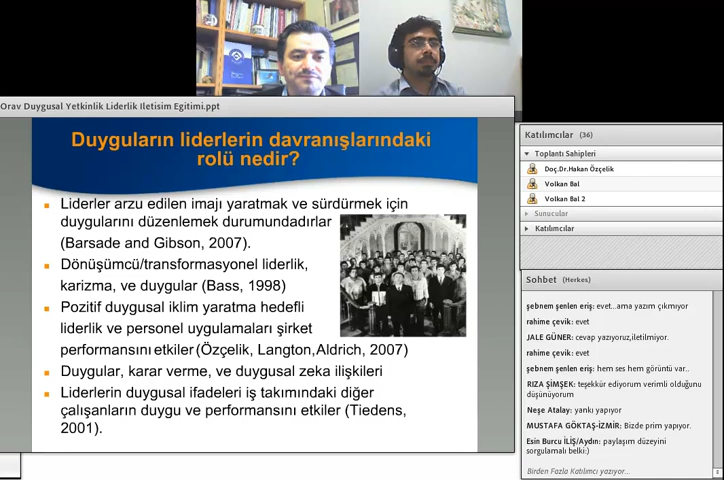 Orav Duygusal Yetkinlik Liderlik Iletisim Egitimi.ppt
Duyguların liderlerin davranışlarındaki
rolü nedir?
Liderler arzu edilen imajı yaratmak ve sürdürmek için
duygularını düzenlemek durumundadırlar
(Barsade and Gibson, 2007).
Dönüşümcü/transformasyonel liderlik,
karizma, ve duygular (Bass, 1998)
Pozitif duygusal iklim yaratma hedefli
liderlik ve personel uygulamaları şirket
performansını etkiler (Özçelik, Langton,Aldrich, 2007)
Duygular, karar verme, ve duygusal zeka ilişkileri
Liderlerin duygusal ifadeleri iş takımındaki diğer
çalışanların duygu ve performansını etkiler (Tiedens,
2001).
Katılımcılar (36)
Toplantı Sahipleri
Doç.Dr.Hakan Özçelik
Volkan Bal
Volkan Bal 2
Sunucular
Katılımcılar
Sohbet (Herkes)
şebnem şenlen eriş: evet...ama yazım çıkmıyor
rahime çevik: evet
JALE GÜNER: cevap yazıyoruz,iletilmiyor.
rahime çevik: evet
şebnem şenlen eriş: hem ses hem görüntü var..
RIZA ŞİMŞEK: teşekkür ediyorum verimli olduğunu
düşünüyorum
Neşe Atalay: yankı yapıyor
MUSTAFA GÖKTAŞ-İZMİR: Bizde prim yapıyor.
Esin Burcu İLİŞ/Aydın: paylaşım düzeyini
sorgulamalı belki:)
Birden Fazla Katılımcı yazıyor...